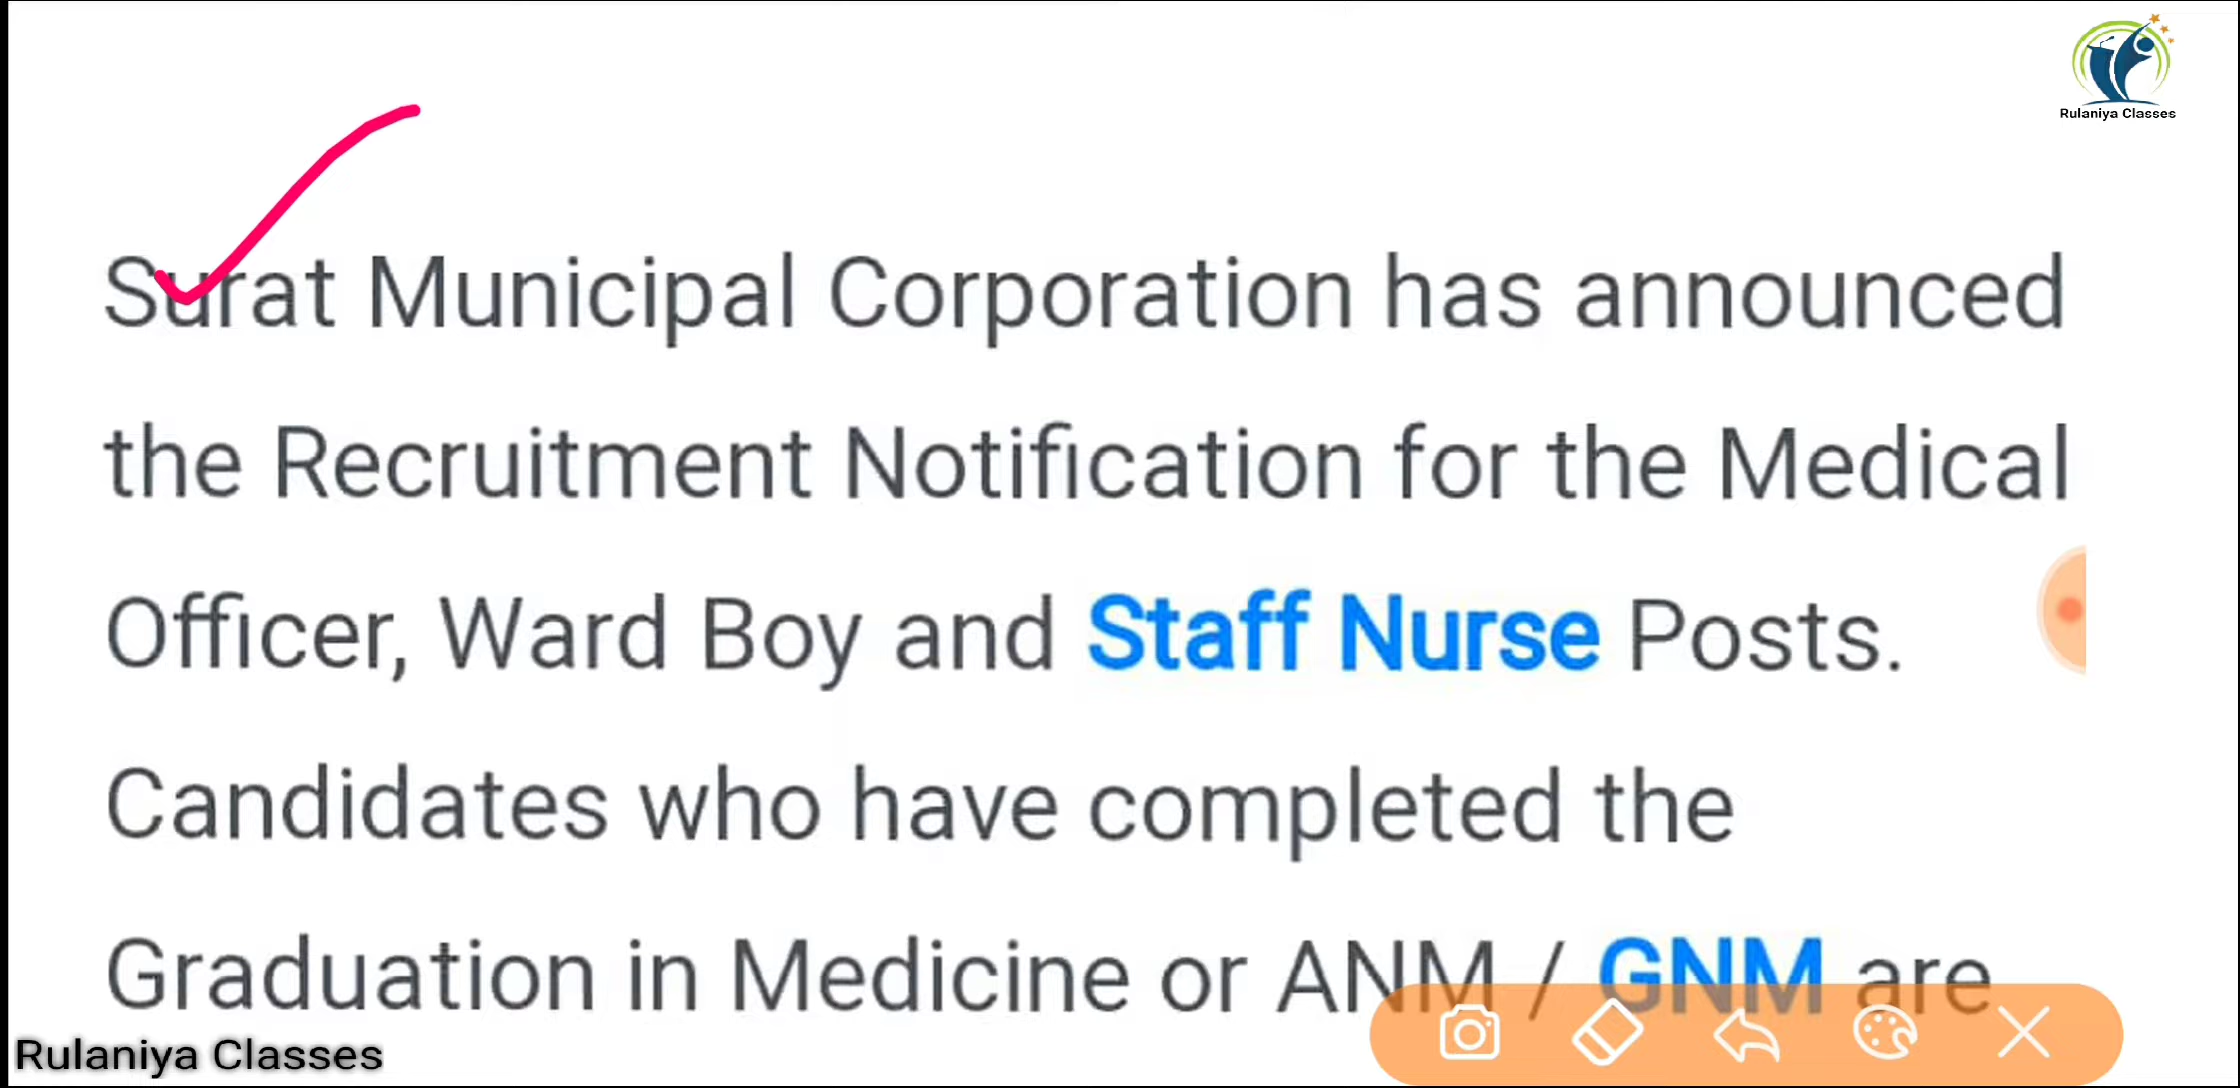 Rulaniya Classes
Surat Municipal Corporation has announced
the Recruitment Notification for the Medical
Officer, Ward Boy and Staff Nurse Posts.
Candidates who have completed the
Graduation in Medicine or ANM / GNM are
Rulaniya Classes